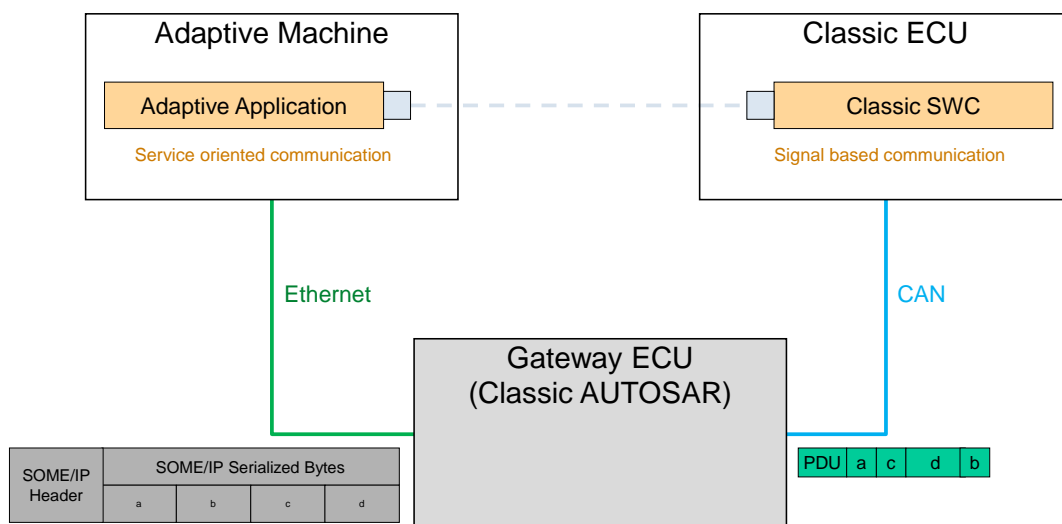 Adaptive Machine
Classic ECU
Adaptive Application
Classic SWC
Service oriented communication
Signal based communication
Ethernet
CAN
Gateway ECU
(Classic AUTOSAR)
SOME/IP
Header
SOME/IP Serialized Bytes
a b c d
PDU a c d b